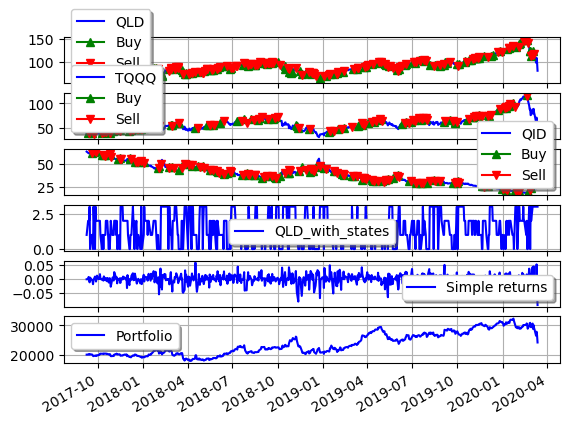 QLD
Buy
Sell
150
100
TQQQ
Buy
Sell
100
50
QID
Buy
Sell
50
25
QLD_with_states
2.5
0.0
Simple returns
0.05
0.00
−0.05
Portfolio
30000
20000
2017-10 2018-01 2018-04 2018-07 2018-10 2019-01 2019-04 2019-07 2019-10 2020-01 2020-04